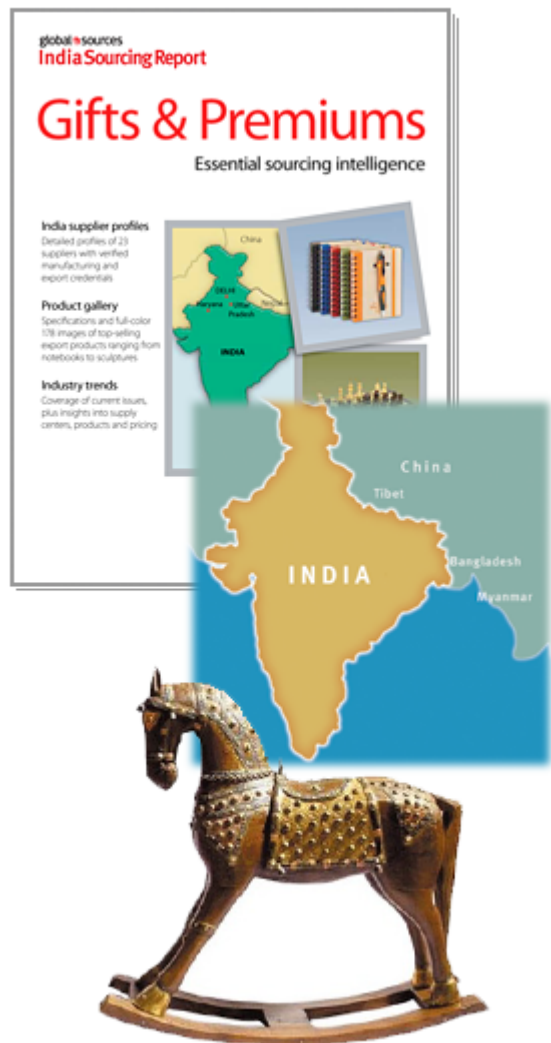 global sources
India Sourcing Report
Gifts & Premiums
Essential sourcing intelligence
India supplier profiles
Detailed profiles of 23
suppliers with verified
manufacturing and
export credentials
Product gallery
Specifications and full-color
178 images of top-selling
export products ranging from
notebooks to sculptures
Industry trends
Coverage of current issues,
plus insights into supply
centers, products and pricing
China
DELHI
Nepal
Haryana
Uttar
Pradesh
INDIA
China
Tibet
INDIA
Bangladesh
Myanmar